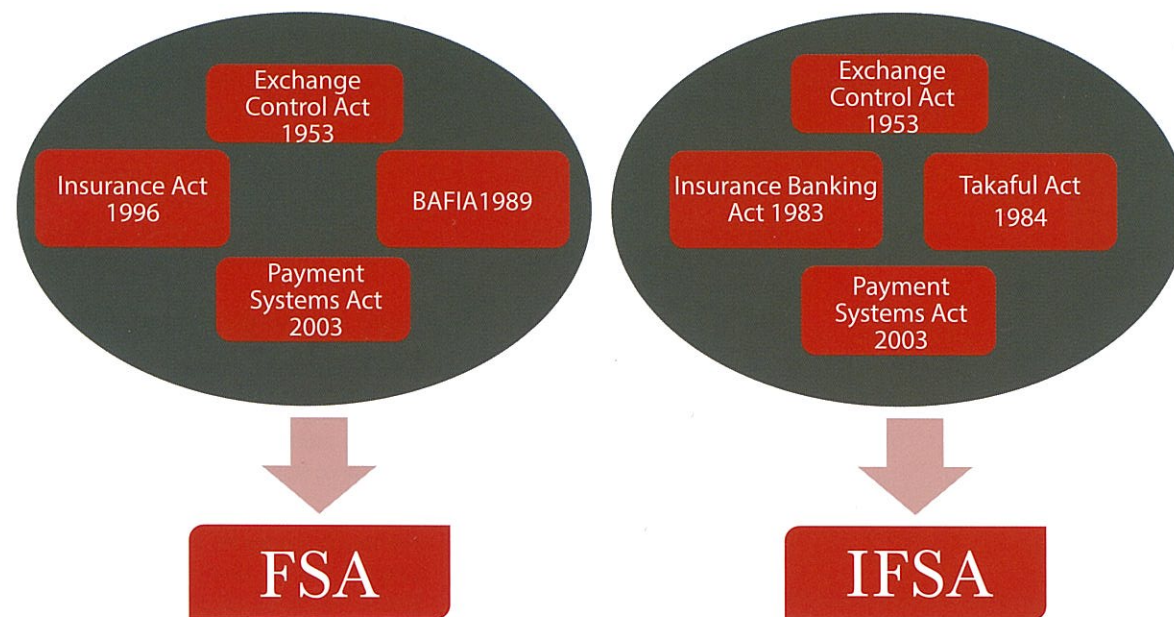 Exchange
Control Act
1953
Insurance Act
1996
BAFIA1989
Payment
Systems Act
2003
FSA
Exchange
Control Act
1953
Insurance Banking
Act 1983
Takaful Act
1984
Payment
Systems Act
2003
IFSA